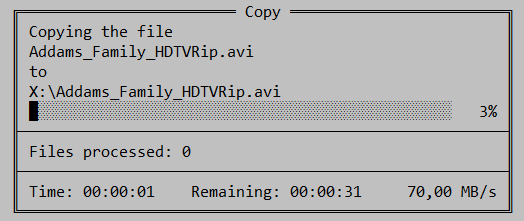 Copy
Copying the file
Addams_Family_HDTVRip.avi
to
X:\Addams_Family_HDTVRip.avi
3%
Files processed: 0
Time: 00:00:01 Remaining: 00:00:31 70,00 MB/s